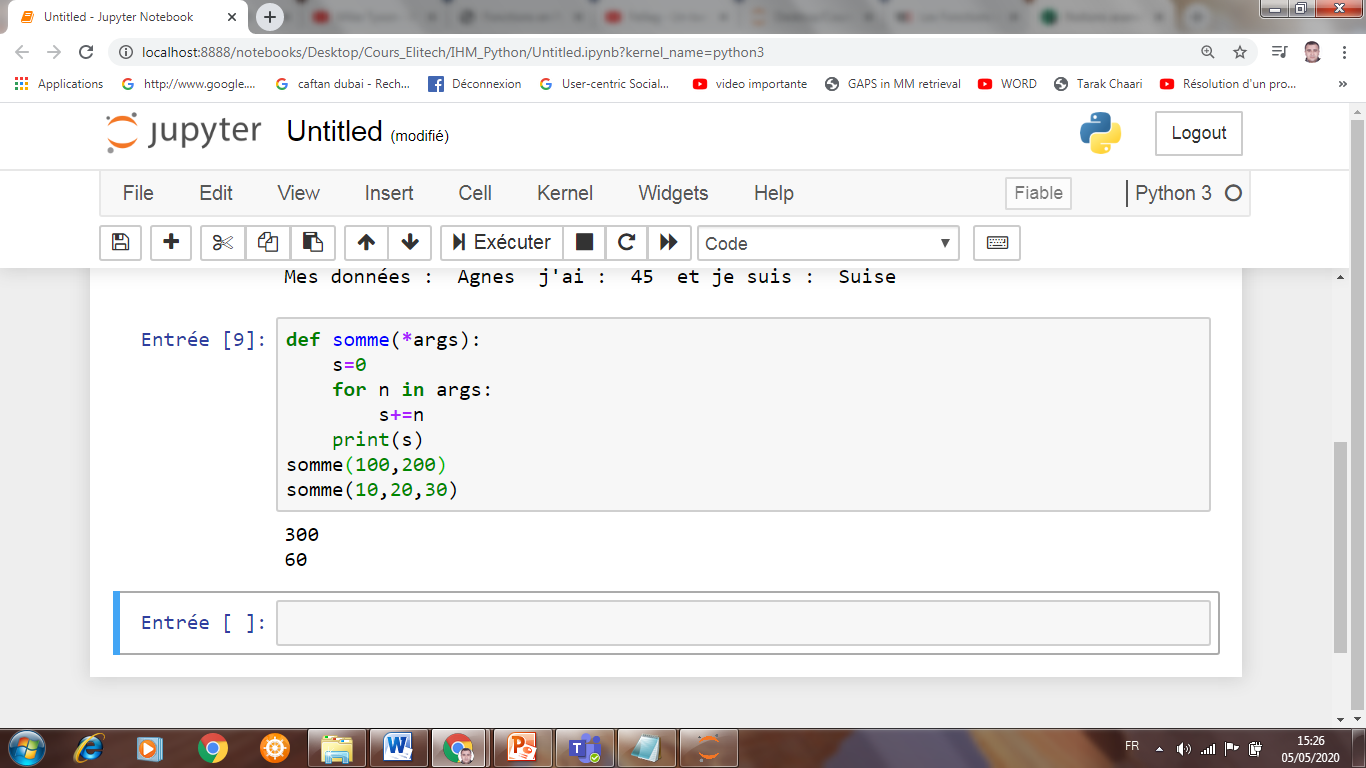 Untitled - Jupyter Notebook
localhost:8888/notebooks/Desktop/Cours_Elitech/IHM_Python/Untitled.ipynb?kernel_name=python3
Applications http://www.google.... caftan dubai - Rech... Déconnexion User-centric Social... video importante GAPS in MM retrieval WORD Tarak Chaari Résolution d'un pro... »
jupyter Untitled (modifié) Logout
File Edit View Insert Cell Kernel Widgets Help Fiable Python 3
Exécuter Code
Mes données :  Agnes  j'ai :  45  et je suis :  Suise
Entrée [9]: def somme(*args):
    s=0
    for n in args:
        s+=n
    print(s)
somme(100,200)
somme(10,20,30)
300
60
Entrée [ ]:
FR 15:26
05/05/2020